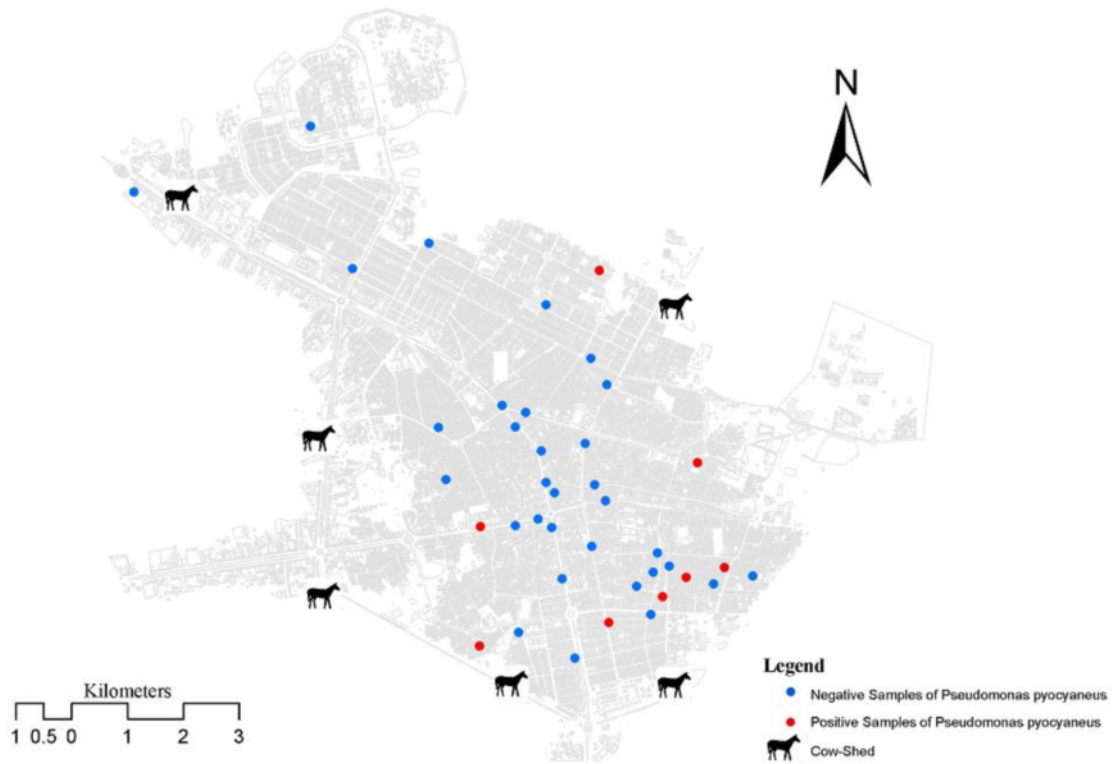 N
Kilometers
1 0.5 0 1 2 3
Legend
Negative Samples of Pseudomonas pyocyaneus
Positive Samples of Pseudomonas pyocyaneus
Cow-Shed